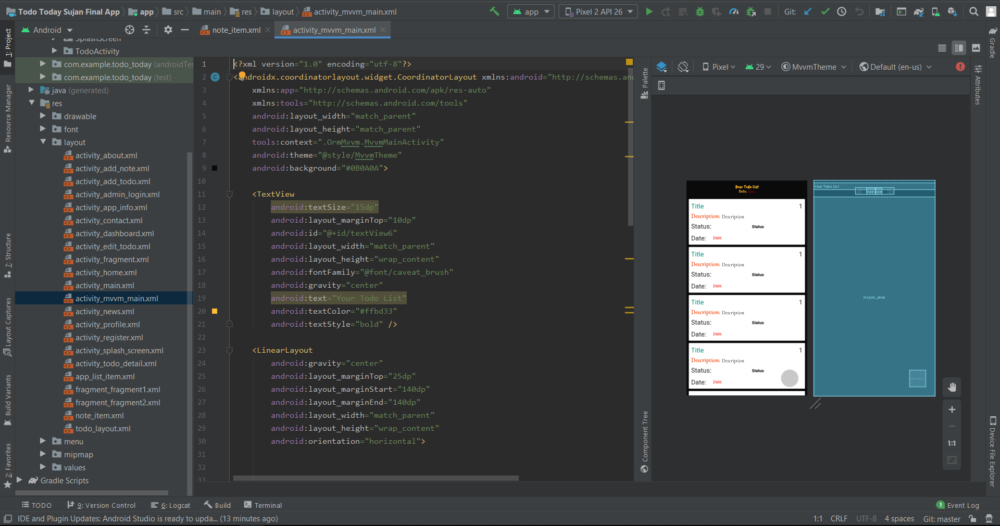 Todo Today Sujan Final App app src main res layout activity_mvvm_main.xml app Pixel 2 API 26 Git:
1: Project
Resource Manager
7: Structure
Layout Captures
Build Variants
2: Favorites
Android
SplashScreen
TodoActivity
com.example.todo_today (androidTes
com.example.todo_today (test)
java (generated)
res
drawable
font
layout
activity_about.xml
activity_add_note.xml
activity_add_todo.xml
activity_admin_login.xml
activity_app_info.xml
activity_contact.xml
activity_dashboard.xml
activity_edit_todo.xml
activity_fragment.xml
activity_home.xml
activity_main.xml
activity_mvvm_main.xml
activity_news.xml
activity_profile.xml
activity_register.xml
activity_splash_screen.xml
activity_todo_detail.xml
app_list_item.xml
fragment_fragment1.xml
fragment_fragment2.xml
note_item.xml
todo_layout.xml
menu
mipmap
values
Gradle Scripts
note_item.xml activity_mvvm_main.xml
1 <?xml version="1.0" encoding="utf-8"?>
2 <androidx.coordinatorlayout.widget.CoordinatorLayout xmlns:android="http://schemas.an
3 xmlns:app="http://schemas.android.com/apk/res-auto"
4 xmlns:tools="http://schemas.android.com/tools"
5 android:layout_width="match_parent"
6 android:layout_height="match_parent"
7 tools:context=".OrmMvvm.MvvmMainActivity"
8 android:theme="@style/MvvmTheme"
9 android:background="#0B0A0A">
10
11 <TextView
12 android:textSize="15dp"
13 android:layout_marginTop="10dp"
14 android:id="@+id/textView6"
15 android:layout_width="match_parent"
16 android:layout_height="wrap_content"
17 android:fontFamily="@font/caveat_brush"
18 android:gravity="center"
19 android:text="Your Todo List"
20 android:textColor="#ffbd33"
21 android:textStyle="bold" />
22
23 <LinearLayout
24 android:gravity="center"
25 android:layout_marginTop="25dp"
26 android:layout_marginStart="140dp"
27 android:layout_marginEnd="140dp"
28 android:layout_width="match_parent"
29 android:layout_height="wrap_content"
30 android:orientation="horizontal">
31
32
33
Palette
Component Tree
Pixel 29 MvvmTheme Default (en-us)
Your Todo List
Date: date
Title 1
Description: Description
Status: Status
Date: Date
Title 1
Description: Description
Status: Status
Date: Date
Title 1
Description: Description
Status: Status
Date: Date
Title 1
Description: Description
Status: Status
Date: Date
Your Todo List
recycle_view
1:1
Gradle
Attributes
Device File Explorer
TODO 9: Version Control 6: Logcat Build Terminal 1 Event Log
IDE and Plugin Updates: Android Studio is ready to upda... (13 minutes ago) 1:1 CRLF UTF-8 4 spaces Git: master